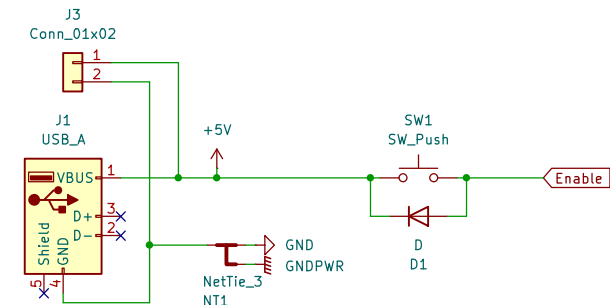 J3
Conn_01x02
1
2
J1
USB_A
VBUS
1
D+
3
D-
2
Shield
GND
5
4
+5V
SW1
SW_Push
Enable
D
D1
GND
GNDPWR
NetTie_3
NT1